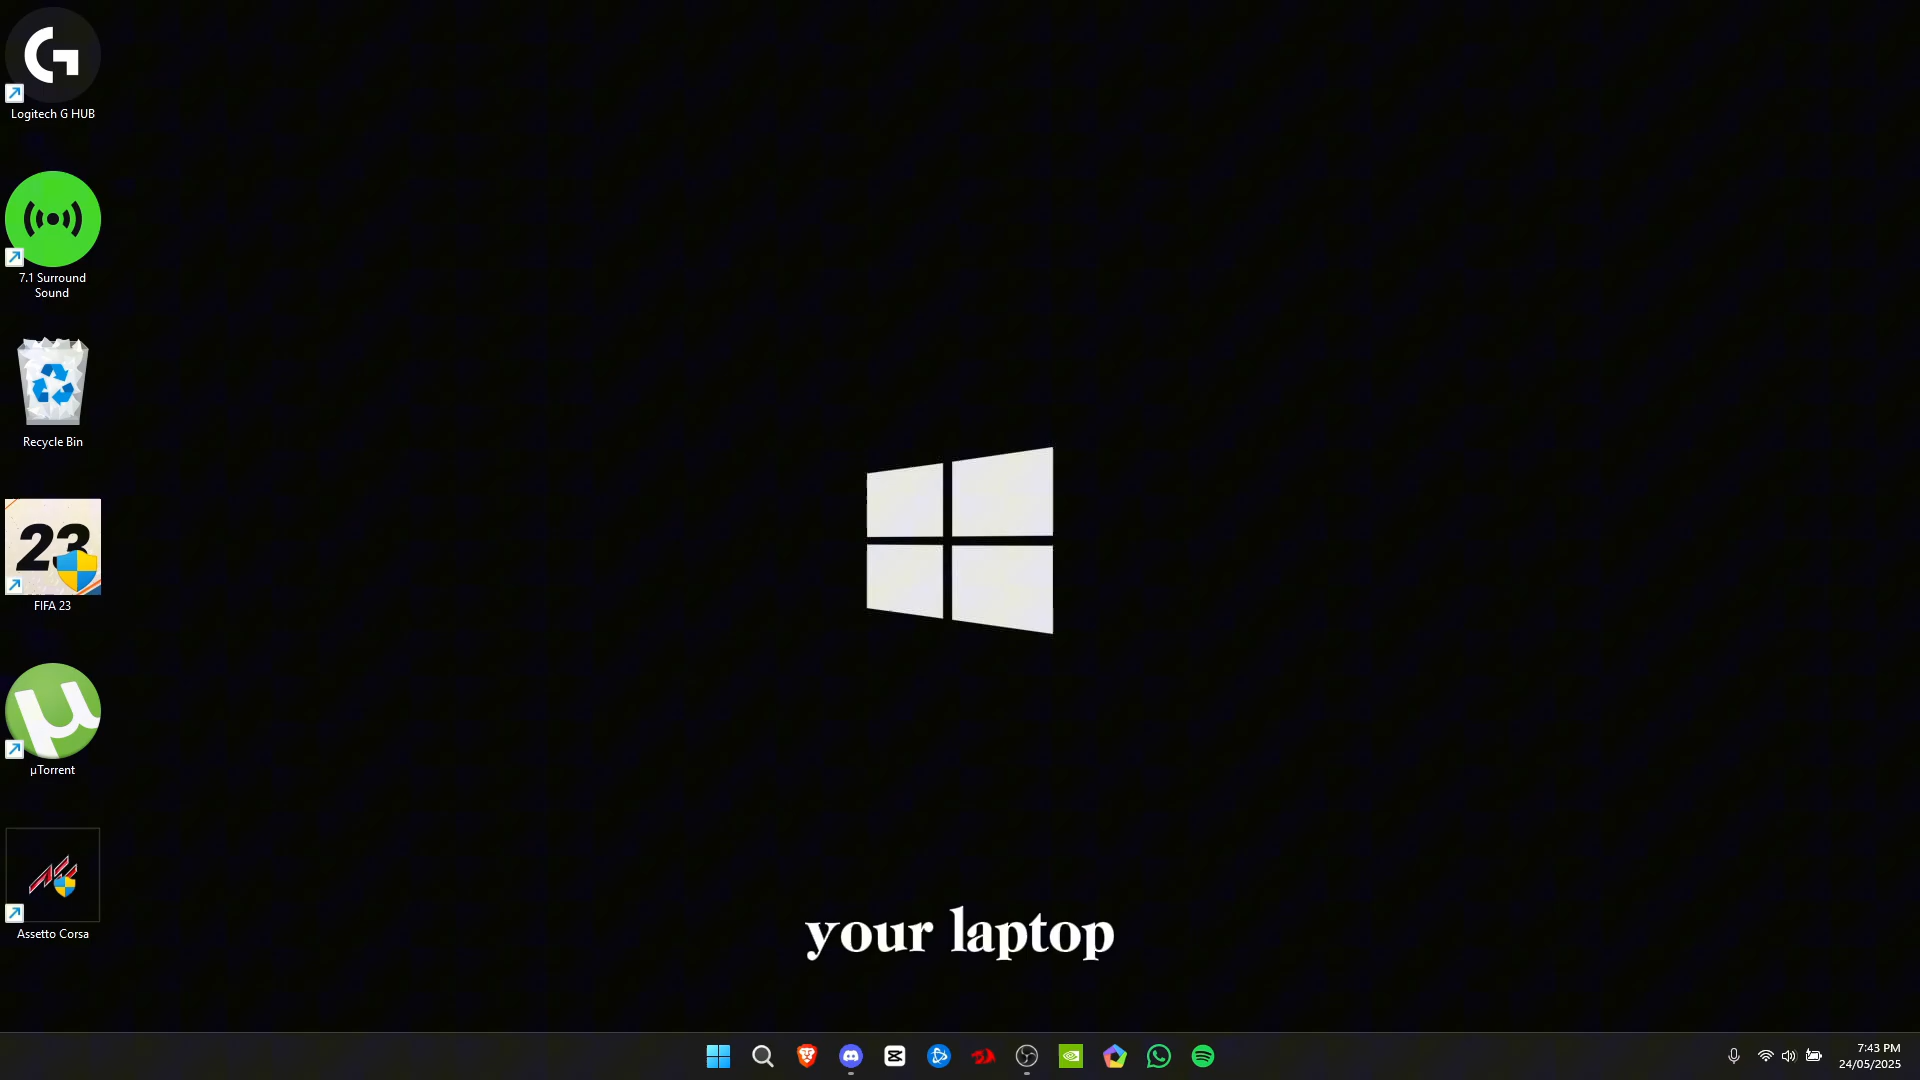 Logitech G HUB
7.1 Surround
Sound
Recycle Bin
23
FIFA 23
µ
µTorrent
Assetto Corsa
your laptop
7:43 PM
24/05/2025